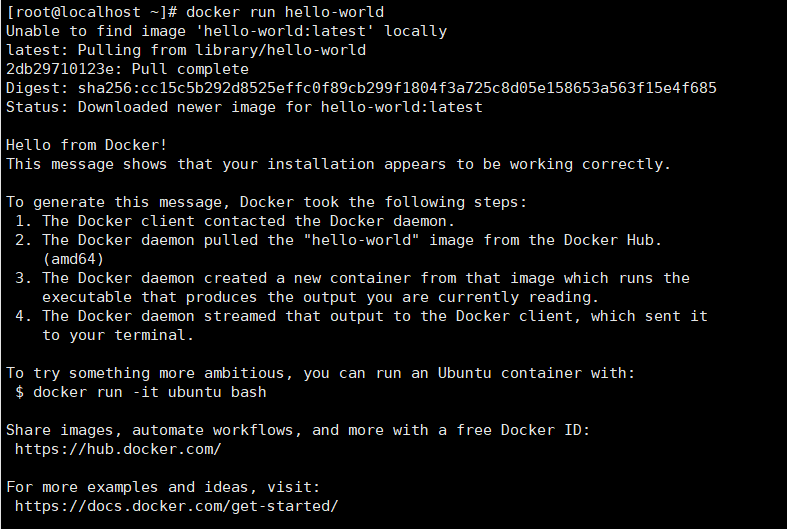 [root@localhost ~]# docker run hello-world
Unable to find image 'hello-world:latest' locally
latest: Pulling from library/hello-world
2db29710123e: Pull complete
Digest: sha256:cc15c5b292d8525effc0f89cb299f1804f3a725c8d05e158653a563f15e4f685
Status: Downloaded newer image for hello-world:latest

Hello from Docker!
This message shows that your installation appears to be working correctly.

To generate this message, Docker took the following steps:
 1. The Docker client contacted the Docker daemon.
 2. The Docker daemon pulled the "hello-world" image from the Docker Hub.
    (amd64)
 3. The Docker daemon created a new container from that image which runs the
    executable that produces the output you are currently reading.
 4. The Docker daemon streamed that output to the Docker client, which sent it
    to your terminal.

To try something more ambitious, you can run an Ubuntu container with:
 $ docker run -it ubuntu bash

Share images, automate workflows, and more with a free Docker ID:
 https://hub.docker.com/

For more examples and ideas, visit:
 https://docs.docker.com/get-started/